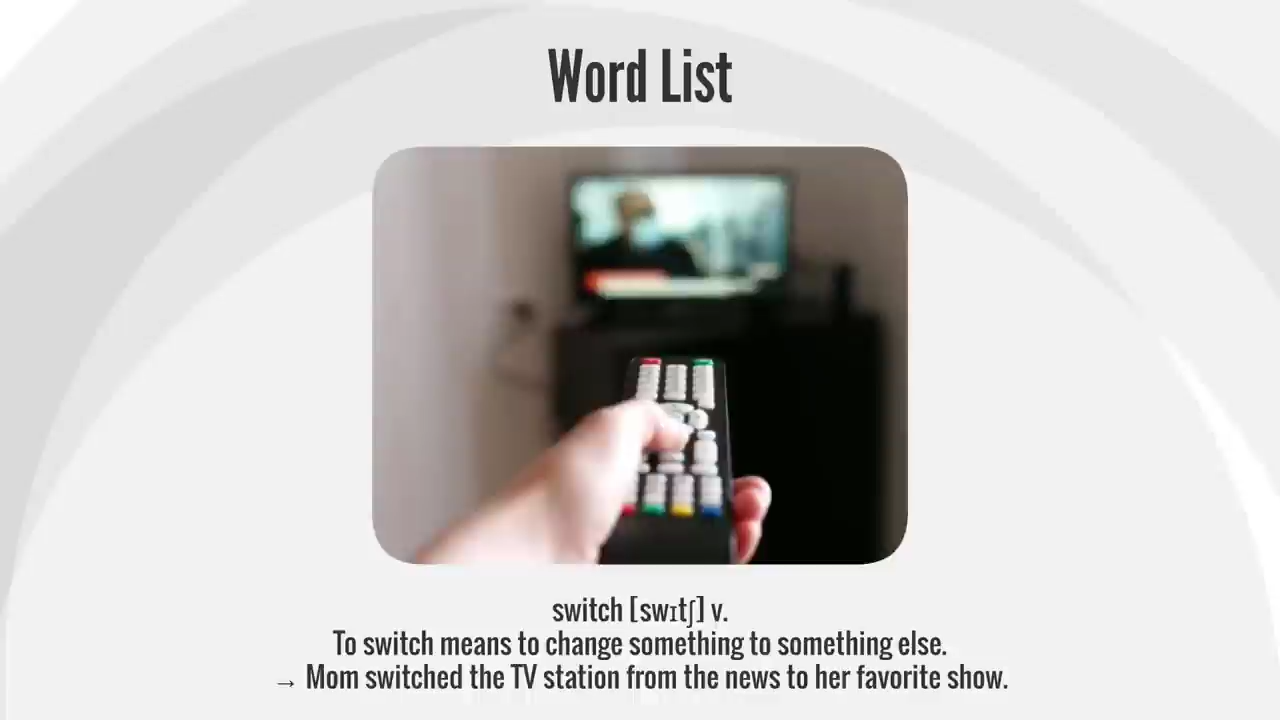 Word List
switch [swɪtʃ] v.
To switch means to change something to something else.
→ Mom switched the TV station from the news to her favorite show.